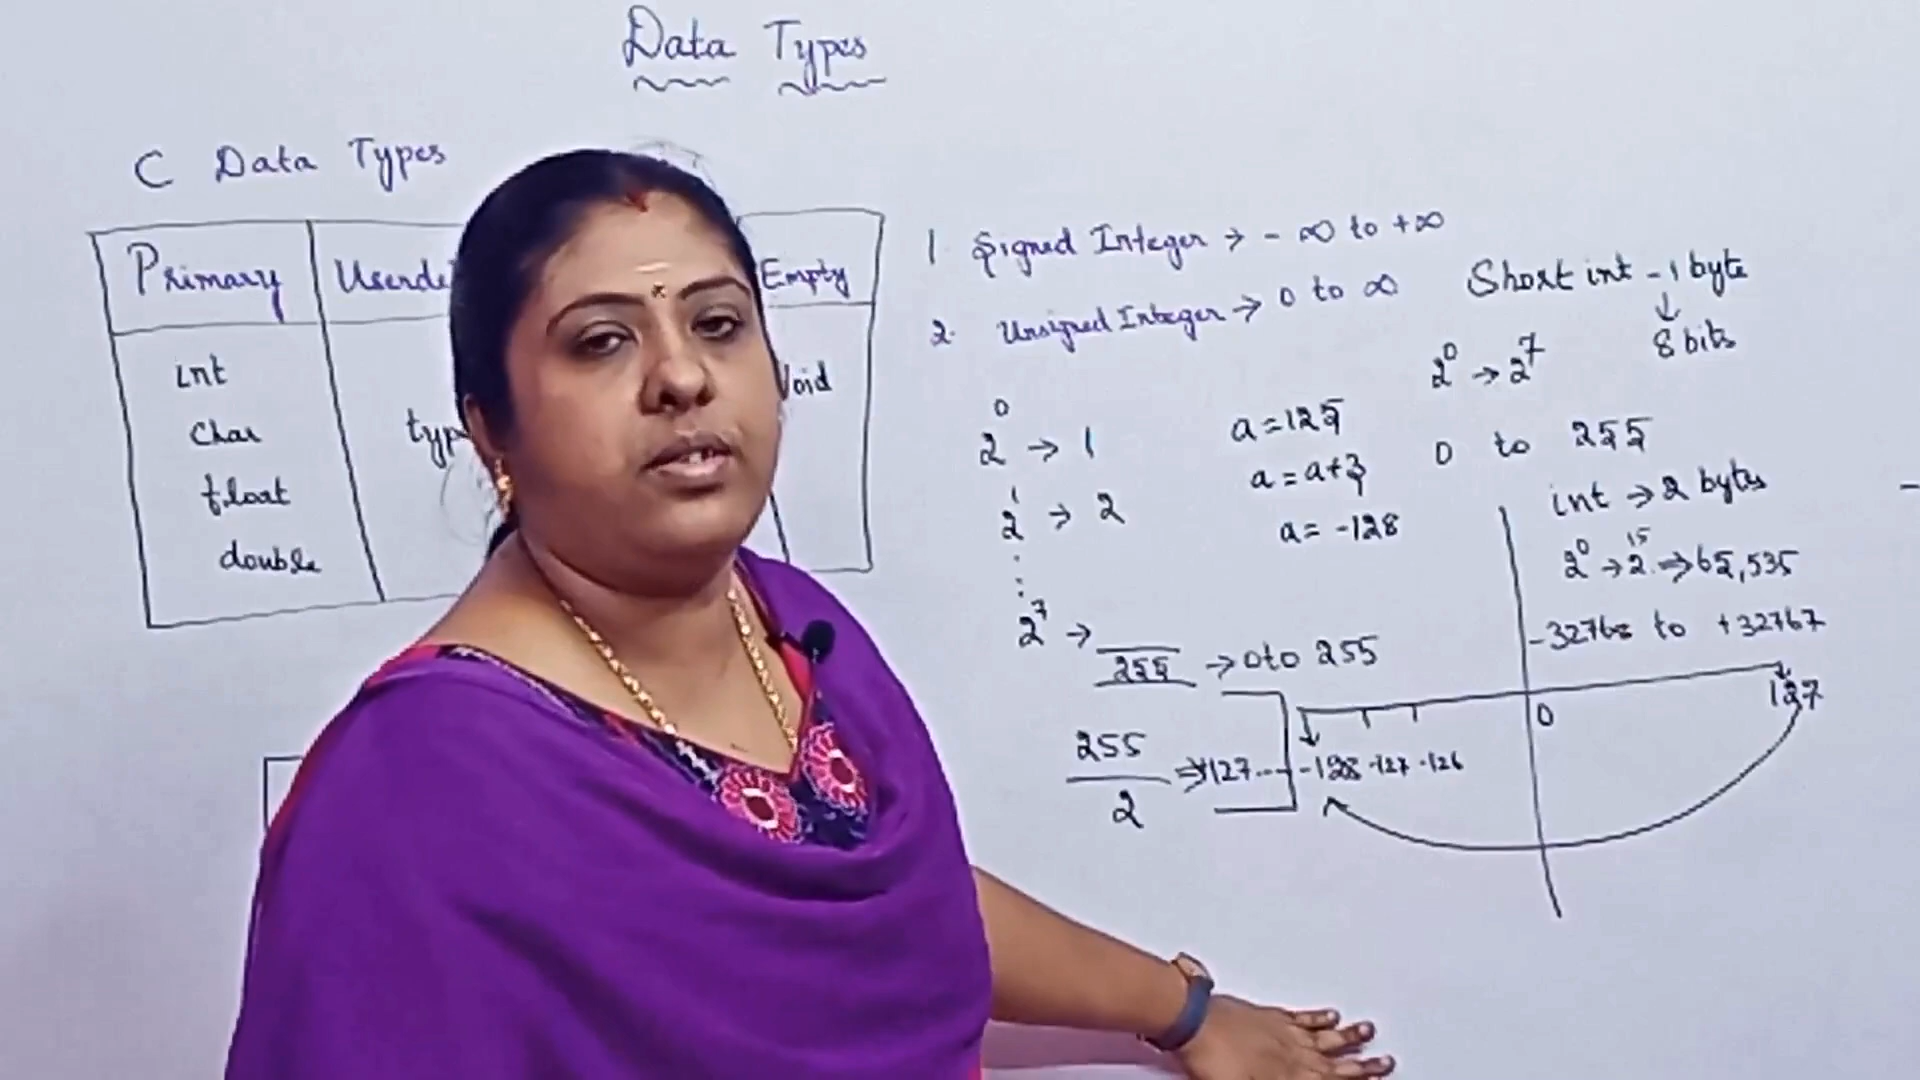 Data Types
C Data Types
Primary Empty
int Void
Char
float
double
1. Signed Integer → - ∞ to +∞
2. Unsigned Integer → 0 to ∞
Short int - 1 byte
↓
8 bits
2^0 → 2^7
0 to 255
2^0 → 1
2^1 → 2
:
:
2^7 →
255 → 0 to 255
a = 125
a = a+3
a = -128
int → 2 bytes
2^0 → 2^15 ⇒ 65,535
-32768 to +32767
255/2 ⇒ +127 .... -128 -127 -126
0
127